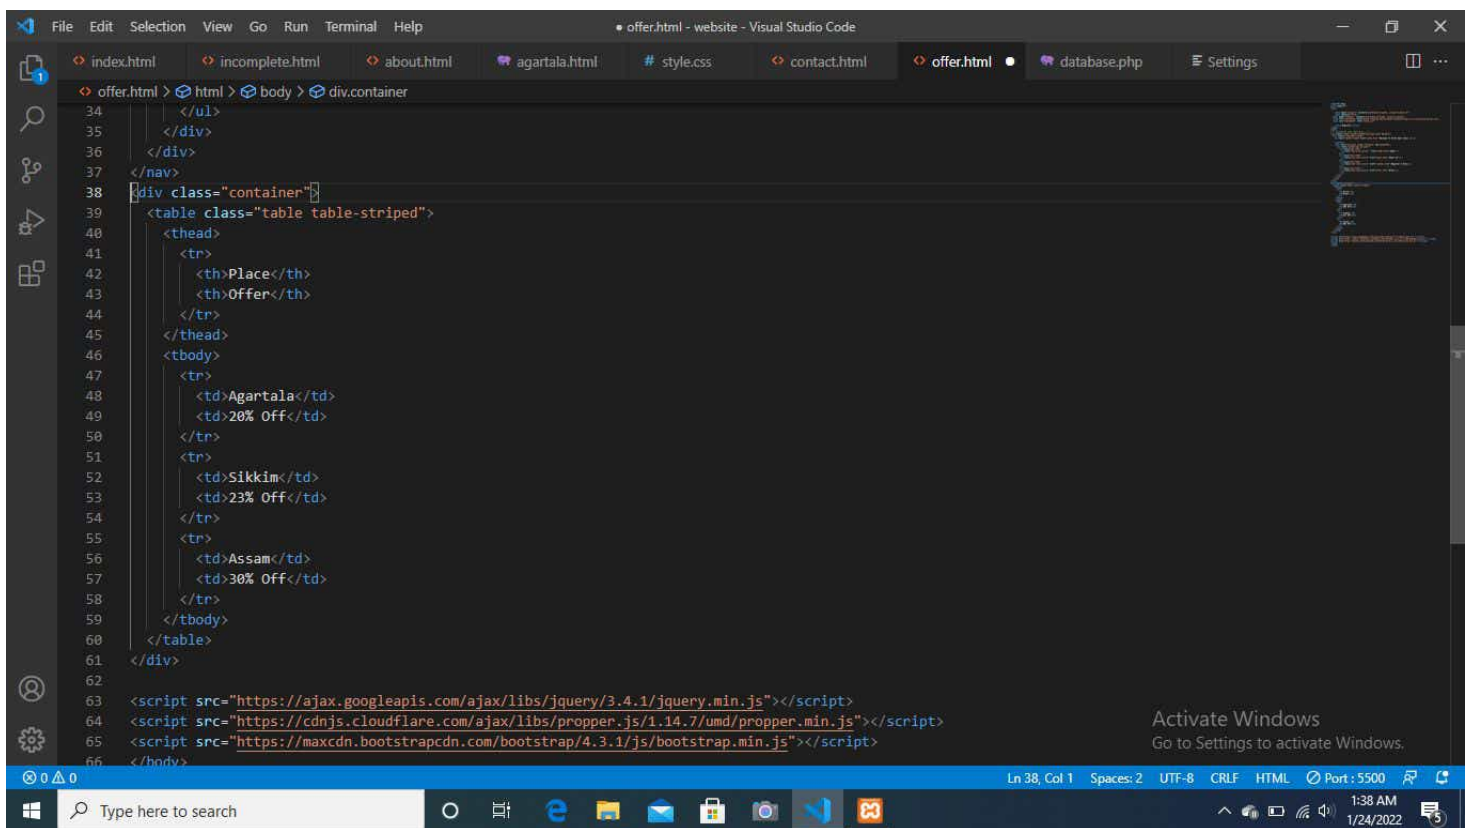 File Edit Selection View Go Run Terminal Help ● offer.html - website - Visual Studio Code
index.html incomplete.html about.html agartala.html # style.css contact.html offer.html ● database.php Settings
offer.html > html > body > div.container
34 </ul>
35 </div>
36 </div>
37 </nav>
38 <div class="container">
39 <table class="table table-striped">
40 <thead>
41 <tr>
42 <th>Place</th>
43 <th>Offer</th>
44 </tr>
45 </thead>
46 <tbody>
47 <tr>
48 <td>Agartala</td>
49 <td>20% Off</td>
50 </tr>
51 <tr>
52 <td>Sikkim</td>
53 <td>23% Off</td>
54 </tr>
55 <tr>
56 <td>Assam</td>
57 <td>30% Off</td>
58 </tr>
59 </tbody>
60 </table>
61 </div>
62
63 <script src="https://ajax.googleapis.com/ajax/libs/jquery/3.4.1/jquery.min.js"></script>
64 <script src="https://cdnjs.cloudflare.com/ajax/libs/propper.js/1.14.7/umd/propper.min.js"></script>
65 <script src="https://maxcdn.bootstrapcdn.com/bootstrap/4.3.1/js/bootstrap.min.js"></script>
66 </body>
Activate Windows
Go to Settings to activate Windows.
0 0 Ln 38, Col 1 Spaces: 2 UTF-8 CRLF HTML Port : 5500
Type here to search
1:38 AM
1/24/2022
5
1